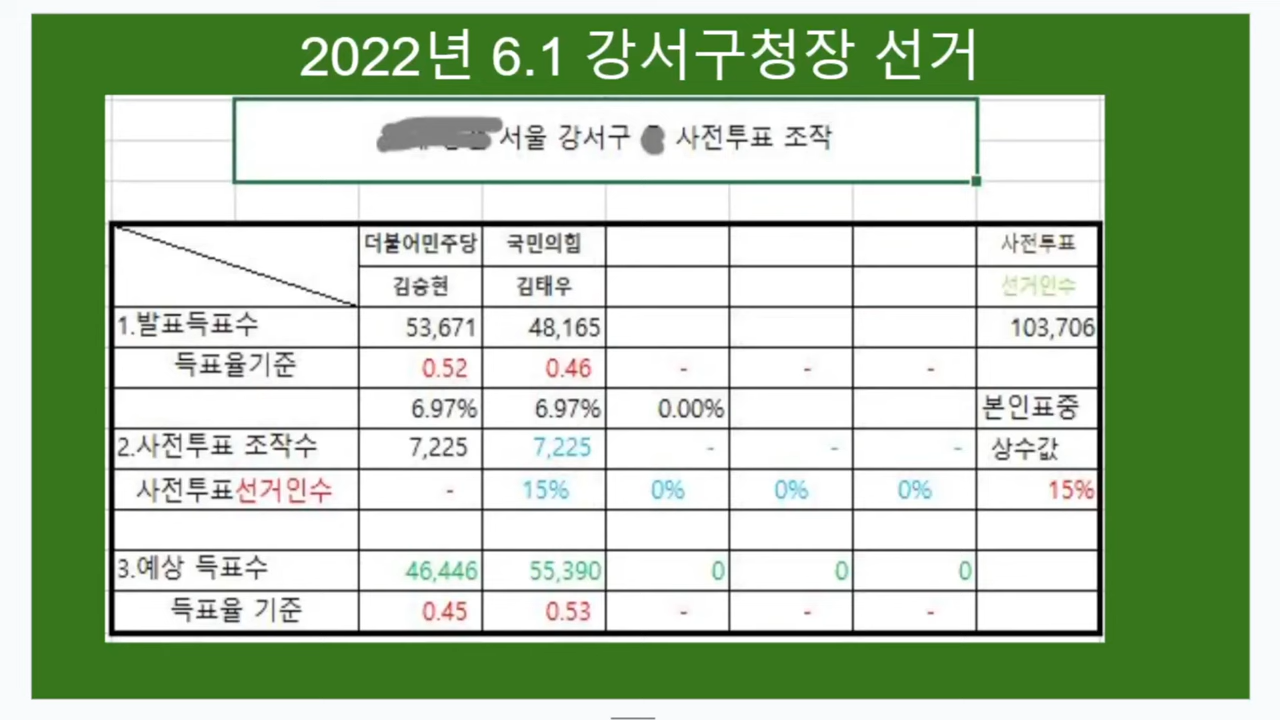 2022년 6.1 강서구청장 선거
서울 강서구 사전투표 조작
더불어민주당 국민의힘 사전투표
김승현 김태우 선거인수
1.발표득표수 53,671 48,165 103,706
득표율기준 0.52 0.46 - - -
6.97% 6.97% 0.00% 본인표중
2.사전투표 조작수 7,225 7,225 - - - 상수값
사전투표선거인수 - 15% 0% 0% 0% 15%
3.예상 득표수 46,446 55,390 0 0 0
득표율 기준 0.45 0.53 - - -